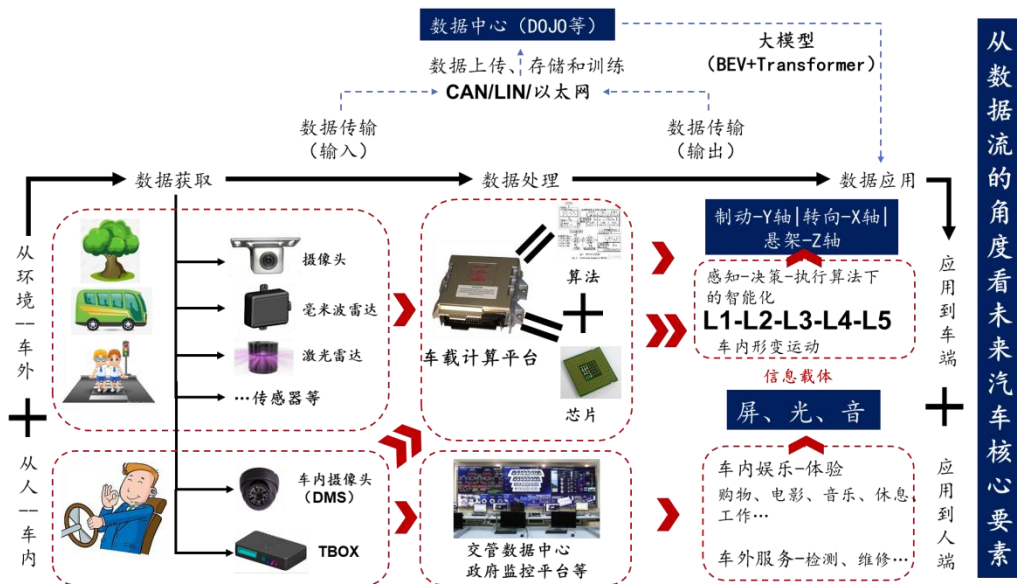 数据中心（DOJO等）
大模型
（BEV+Transformer）
数据上传、存储和训练
CAN/LIN/以太网
数据传输
（输入）
数据传输
（输出）
数据获取
数据处理
数据应用
从环境--车外
摄像头
毫米波雷达
激光雷达
…传感器等
车载计算平台
算法
芯片
制动-Y轴|转向-X轴|
悬架-Z轴
感知-决策-执行算法下
的智能化
L1-L2-L3-L4-L5
车内形变运动
应用到车端
信息载体
屏、光、音
从人--车内
车内摄像头
（DMS）
TBOX
交管数据中心
政府监控平台等
车内娱乐-体验
购物、电影、音乐、休息、
工作…
车外服务-检测、维修…
应用到人端
从数据流的角度看未来汽车核心要素